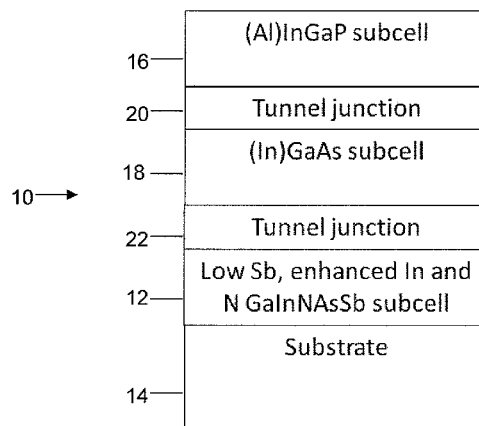 (Al)InGaP subcell
16
20
Tunnel junction
(In)GaAs subcell
18
10
Tunnel junction
22
Low Sb, enhanced In and
12
N GaInNAsSb subcell
Substrate
14